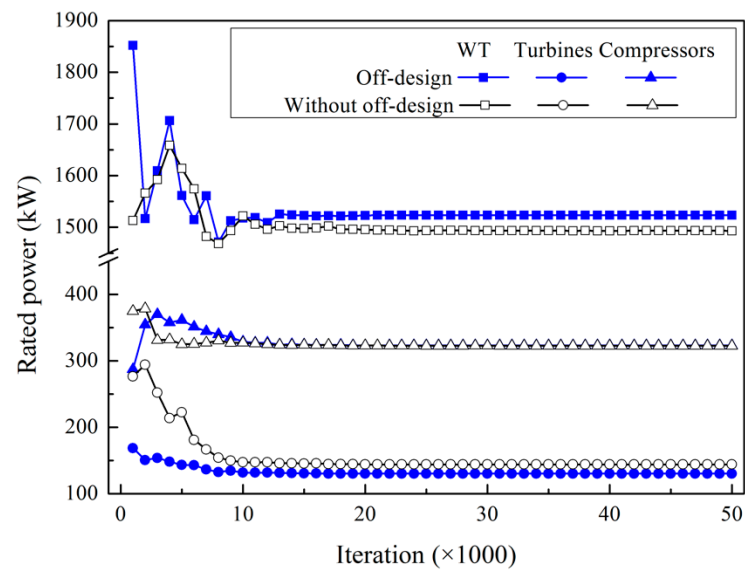 1900
1800
1700
1600
1500
400
300
200
100
Rated power (kW)
WT Turbines Compressors
Off-design
Without off-design
0 10 20 30 40 50
Iteration (×1000)